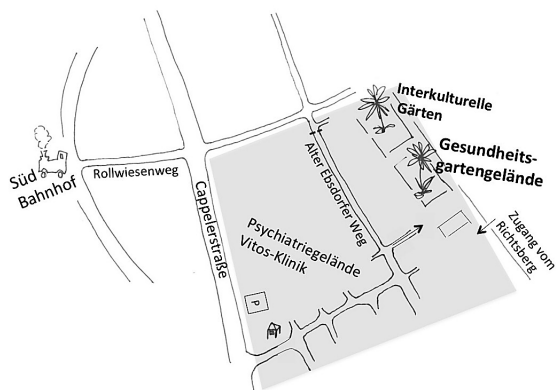 Interkulturelle
Gärten
Gesundheits-
gartengelände
Süd
Bahnhof
Rollwiesenweg
Cappelerstraße
Alter Ebsdorfer Weg
Psychiatriegelände
Vitos-Klinik
Zugang vom
Richtsberg
P